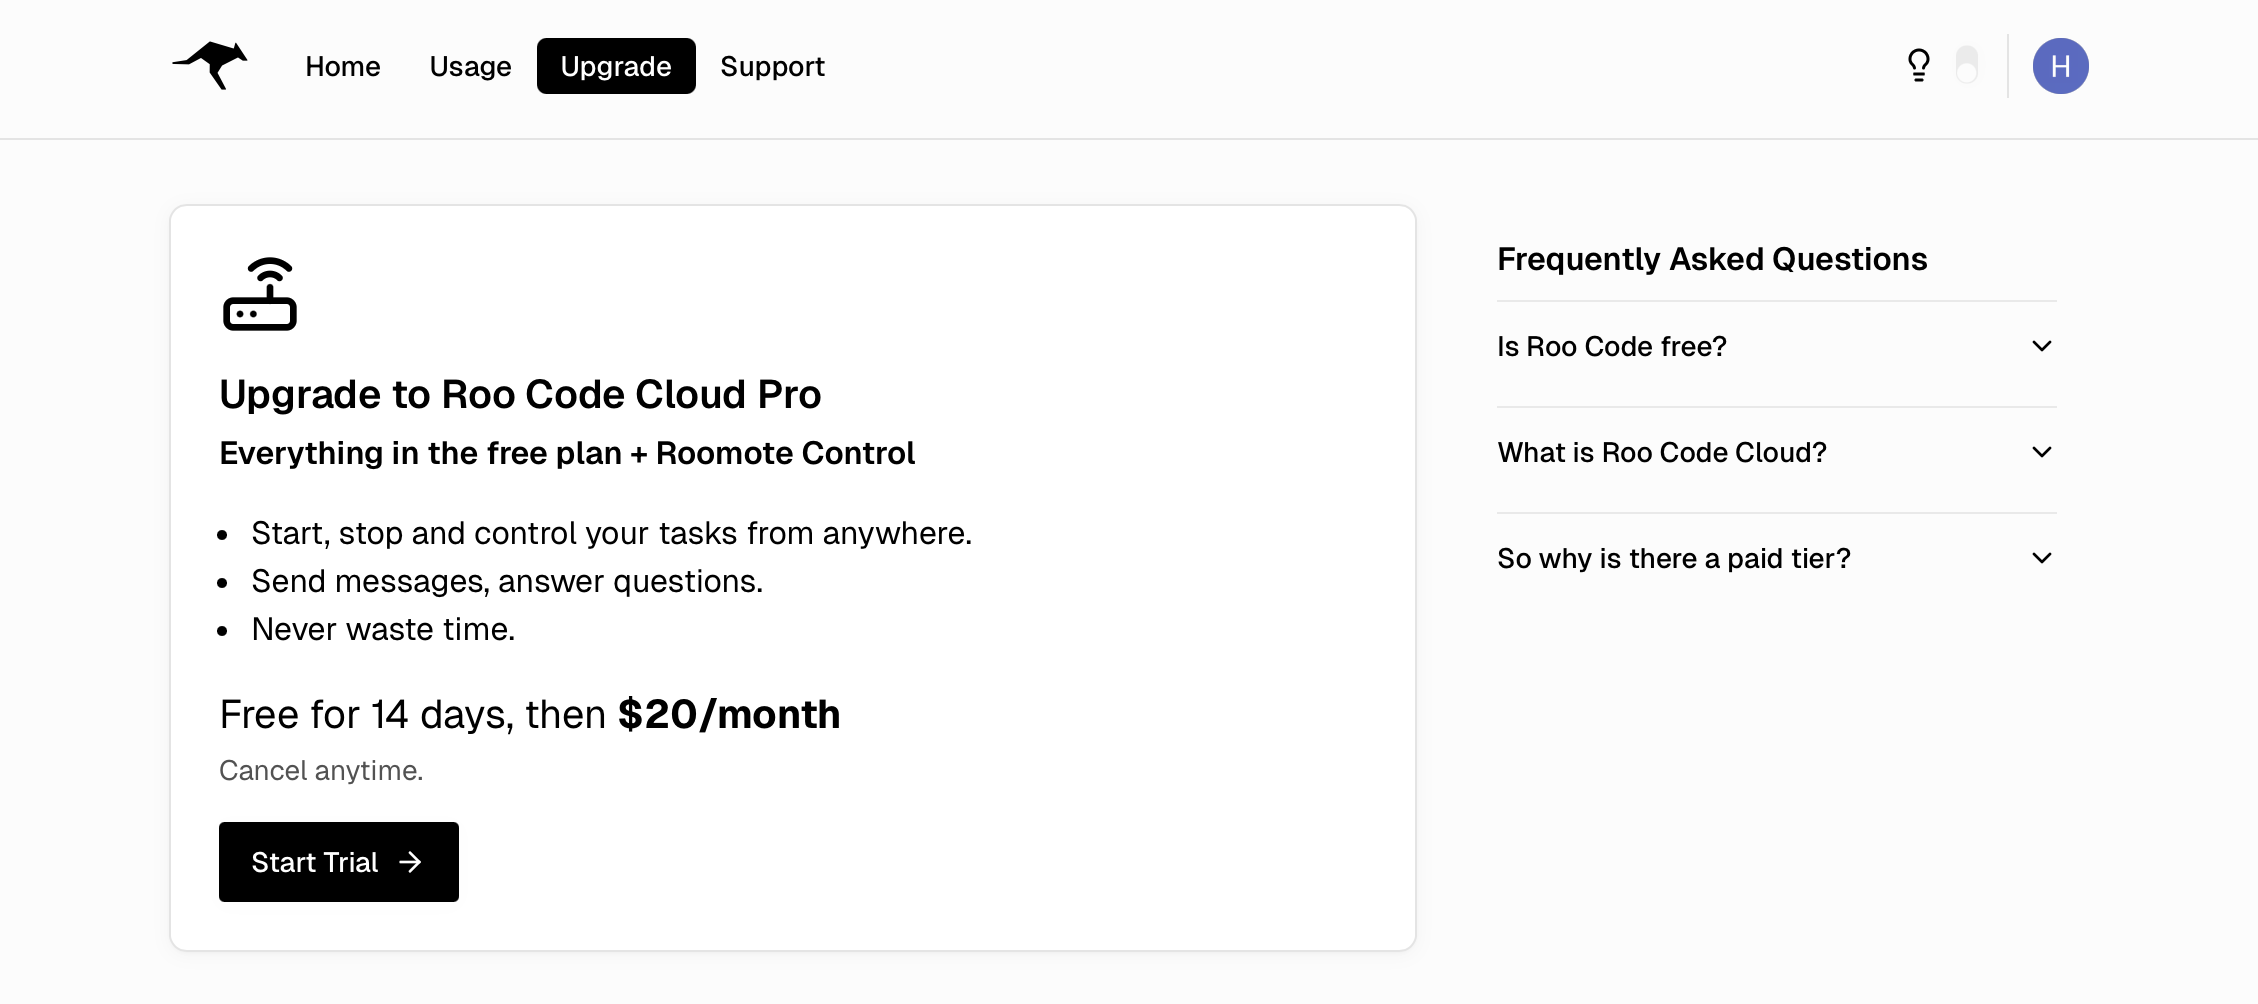 Home
Usage
Upgrade
Support
H
Upgrade to Roo Code Cloud Pro
Everything in the free plan + Roomote Control
• Start, stop and control your tasks from anywhere.
• Send messages, answer questions.
• Never waste time.
Free for 14 days, then $20/month
Cancel anytime.
Start Trial →
Frequently Asked Questions
Is Roo Code free?
What is Roo Code Cloud?
So why is there a paid tier?